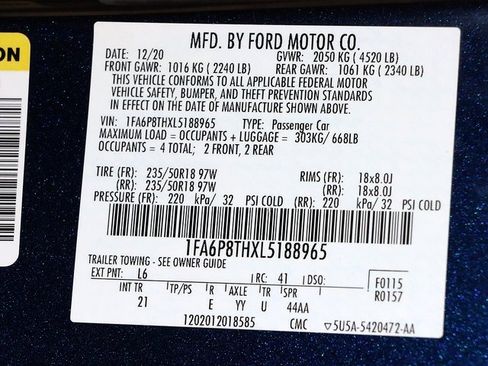 ON
MFD. BY FORD MOTOR CO.
DATE: 12/20 GVWR: 2050 KG ( 4520 LB)
FRONT GAWR: 1016 KG ( 2240 LB) REAR GAWR: 1061 KG ( 2340 LB)
THIS VEHICLE CONFORMS TO ALL APPLICABLE FEDERAL MOTOR
VEHICLE SAFETY, BUMPER, AND THEFT PREVENTION STANDARDS
IN EFFECT ON THE DATE OF MANUFACTURE SHOWN ABOVE.
VIN: 1FA6P8THXL5188965 TYPE: Passenger Car
MAXIMUM LOAD = OCCUPANTS + LUGGAGE = 303KG/ 668LB
OCCUPANTS = 4 TOTAL; 2 FRONT, 2 REAR
TIRE (FR): 235/50R18 97W RIMS (FR): 18x8.0J
(RR): 235/50R18 97W (RR): 18x8.0J
PRESSURE (FR): 220 kPa/ 32 PSI COLD (RR): 220 kPa/ 32 PSI COLD
1FA6P8THXL5188965
TRAILER TOWING - SEE OWNER GUIDE
EXT PNT: L6 RC: 41 DSO: F0115
INT TR TP/PS R AXLE TR SPR R0157
21 E YY U 44AA
1202012018585 CMC ▽5U5A-5420472-AA